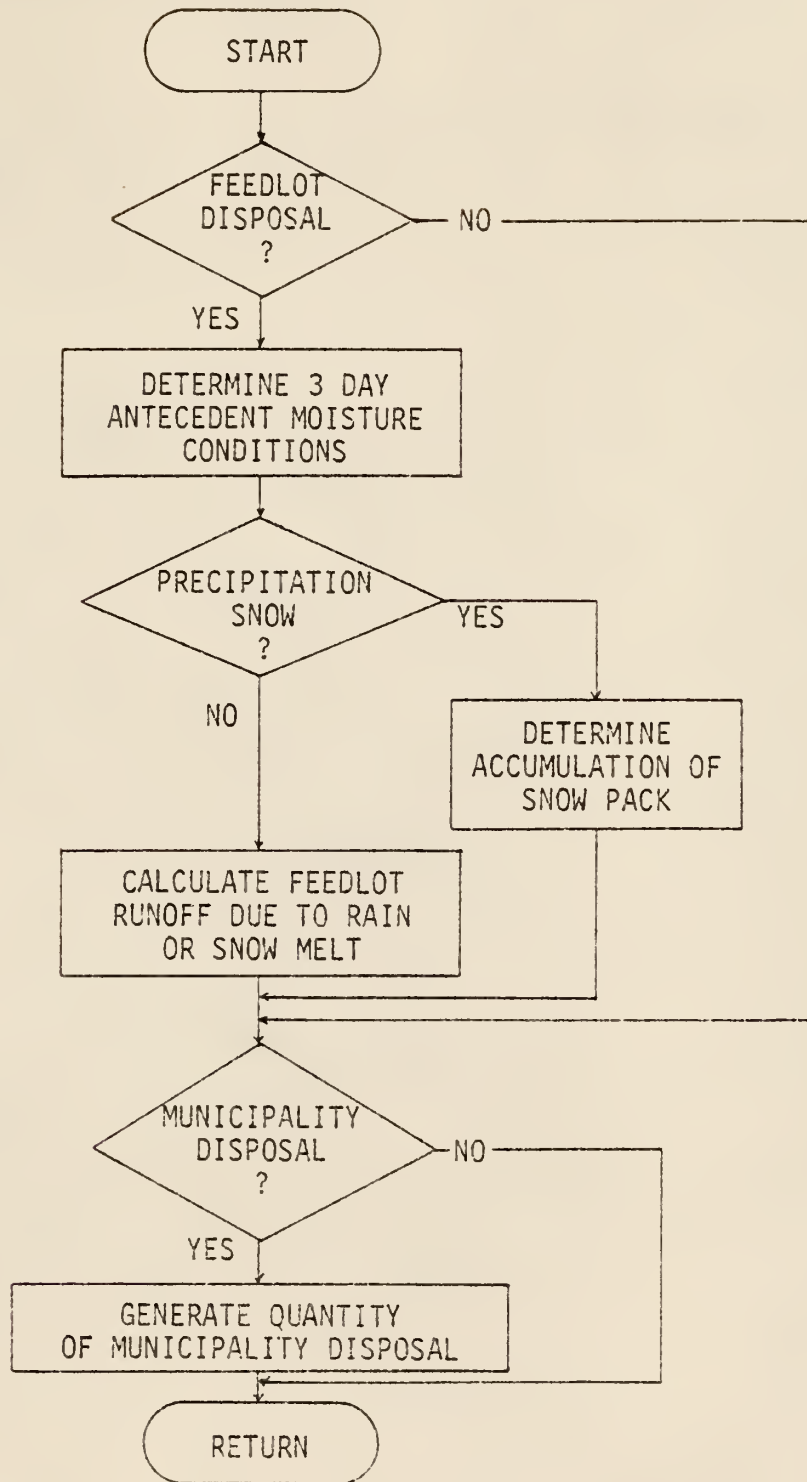 START
FEEDLOT
DISPOSAL
?
NO
YES
DETERMINE 3 DAY
ANTECEDENT MOISTURE
CONDITIONS
PRECIPITATION
SNOW
?
YES
NO
DETERMINE
ACCUMULATION OF
SNOW PACK
CALCULATE FEEDLOT
RUNOFF DUE TO RAIN
OR SNOW MELT
MUNICIPALITY
DISPOSAL
?
NO
YES
GENERATE QUANTITY
OF MUNICIPALITY DISPOSAL
RETURN